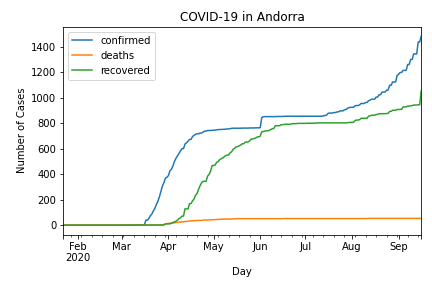 COVID-19 in Andorra
confirmed
deaths
recovered
1400
1200
1000
800
600
400
200
0
Number of Cases
Feb Mar Apr May Jun Jul Aug Sep
2020
Day